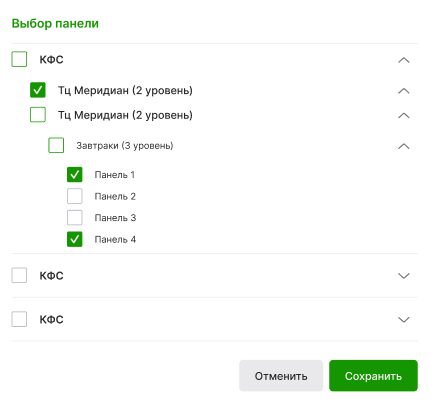 Выбор панели
КФС
Тц Меридиан (2 уровень)
Тц Меридиан (2 уровень)
Завтраки (3 уровень)
Панель 1
Панель 2
Панель 3
Панель 4
КФС
КФС
Отменить
Сохранить